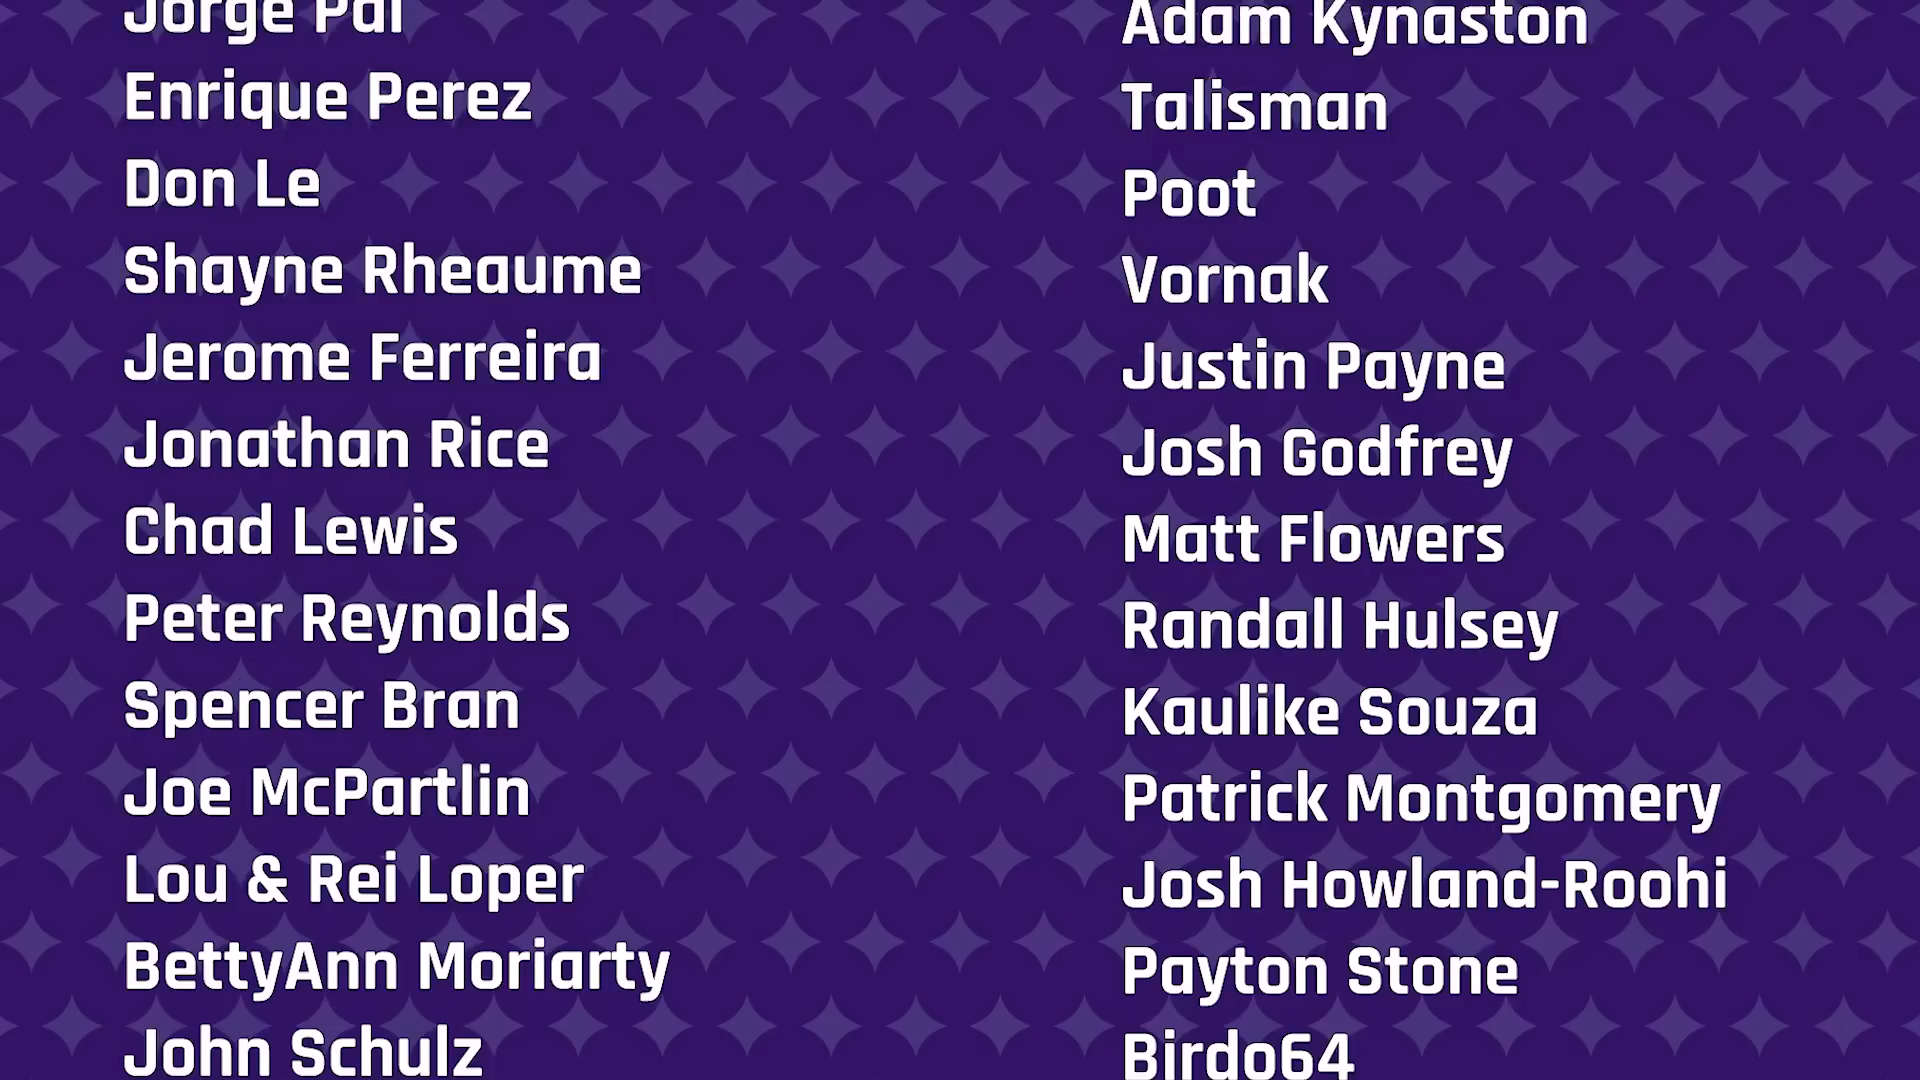 Jorge Pal
Enrique Perez
Don Le
Shayne Rheaume
Jerome Ferreira
Jonathan Rice
Chad Lewis
Peter Reynolds
Spencer Bran
Joe McPartlin
Lou & Rei Loper
BettyAnn Moriarty
John Schulz
Adam Kynaston
Talisman
Poot
Vornak
Justin Payne
Josh Godfrey
Matt Flowers
Randall Hulsey
Kaulike Souza
Patrick Montgomery
Josh Howland-Roohi
Payton Stone
Birdo64